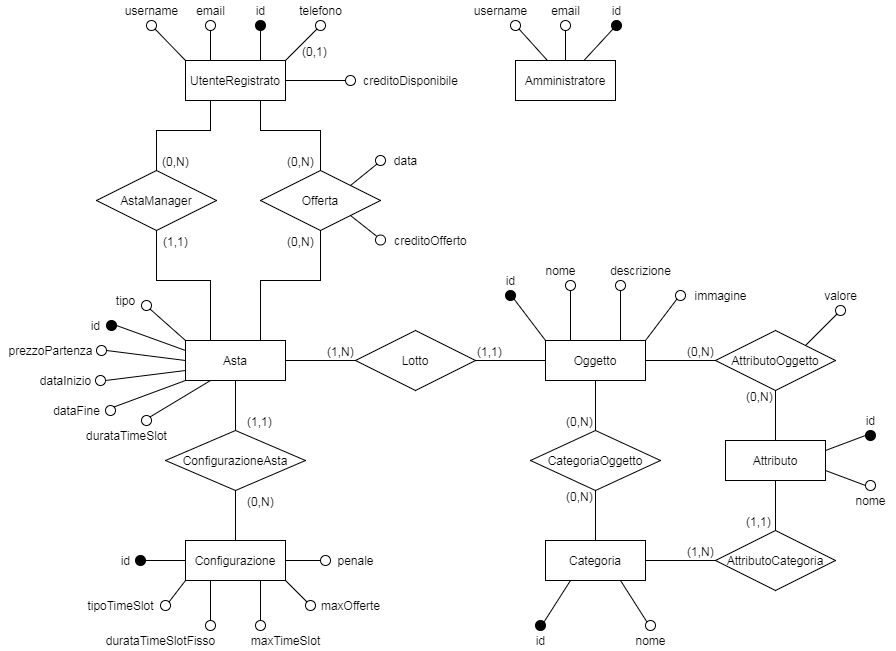 username
email
id
telefono
username
email
id
(0,1)
UtenteRegistrato
creditoDisponibile
Amministratore
(0,N)
(0,N)
data
AstaManager
Offerta
(1,1)
(0,N)
creditoOfferto
id
nome
descrizione
tipo
immagine
valore
id
prezzoPartenza
Asta
(1,N)
Lotto
(1,1)
Oggetto
(0,N)
AttributoOggetto
dataInizio
(0,N)
dataFine
durataTimeSlot
(1,1)
(0,N)
id
ConfigurazioneAsta
CategoriaOggetto
Attributo
(0,N)
(0,N)
nome
(1,1)
id
Configurazione
penale
Categoria
(1,N)
AttributoCategoria
tipoTimeSlot
maxOfferte
durataTimeSlotFisso
maxTimeSlot
id
nome